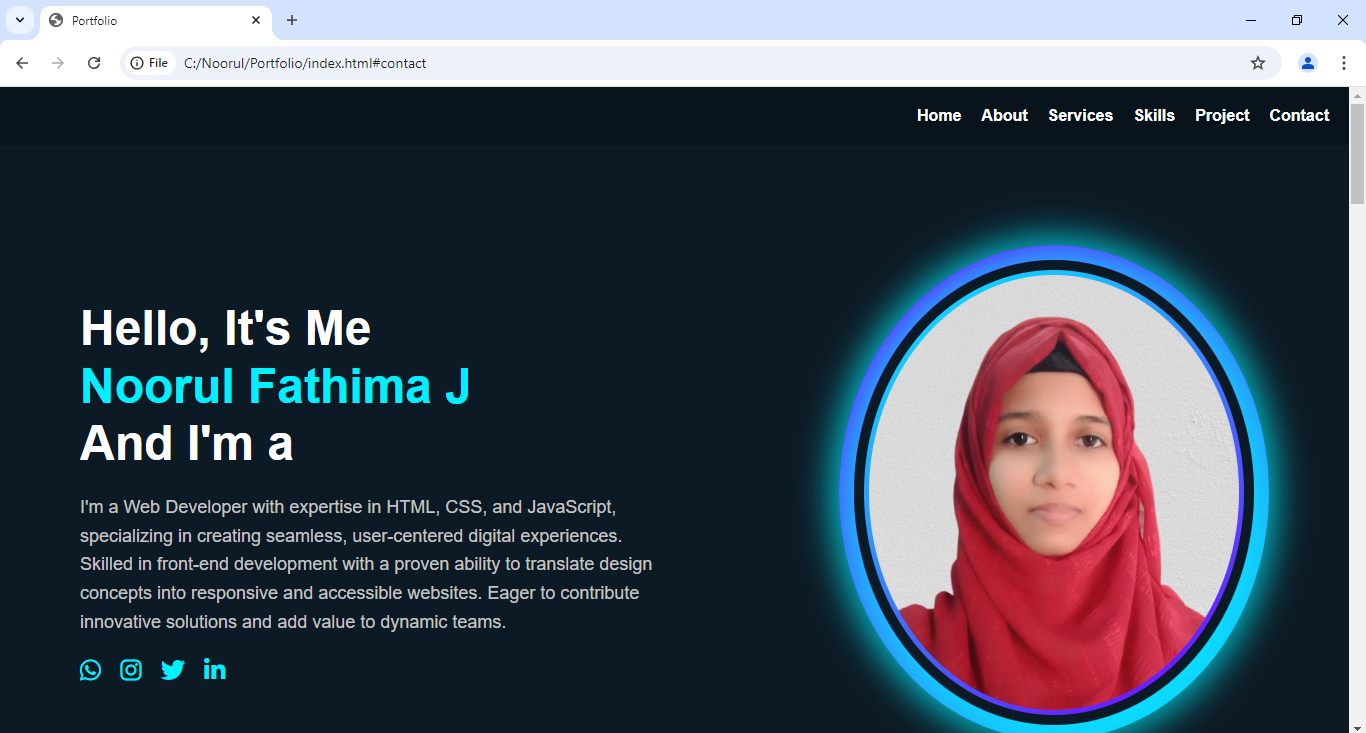 Portfolio
File
C:/Noorul/Portfolio/index.html#contact
Home About Services Skills Project Contact
Hello, It's Me
Noorul Fathima J
And I'm a
I'm a Web Developer with expertise in HTML, CSS, and JavaScript,
specializing in creating seamless, user-centered digital experiences.
Skilled in front-end development with a proven ability to translate design
concepts into responsive and accessible websites. Eager to contribute
innovative solutions and add value to dynamic teams.